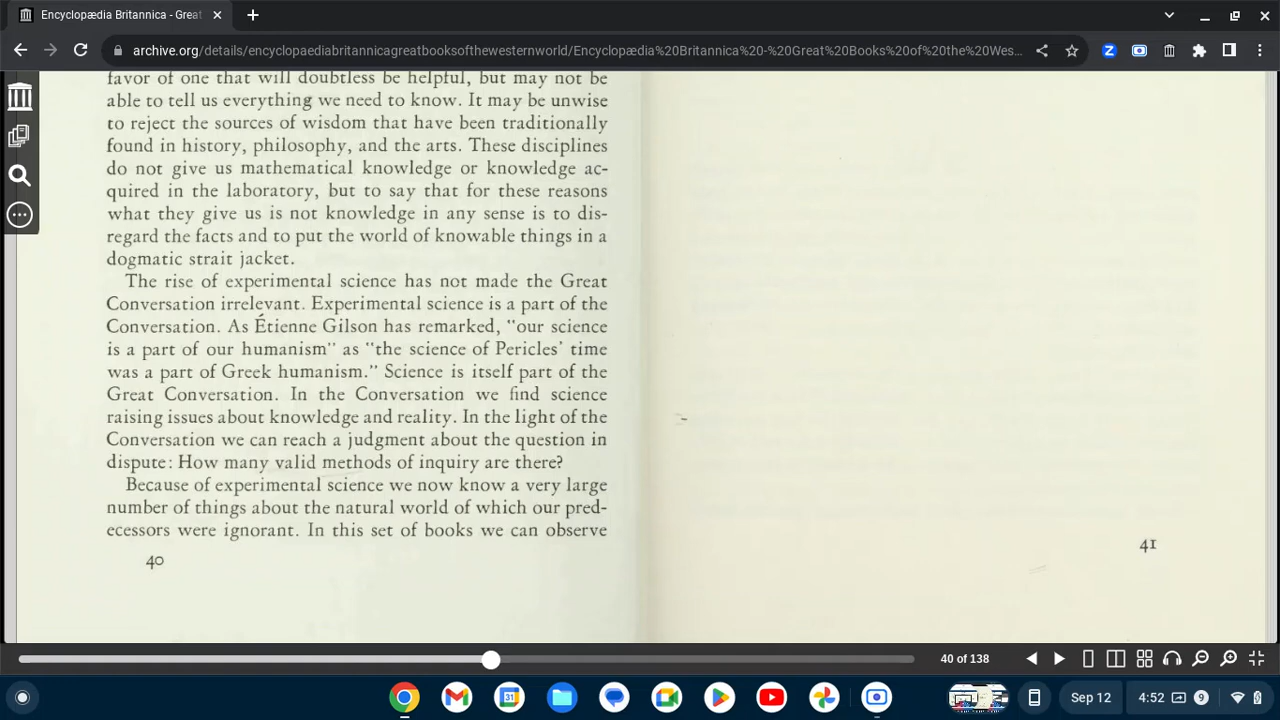 Encyclopædia Britannica - Great
archive.org/details/encyclopaediabritannicagreatbooksofthewesternworld/Encyclopædia%20Britannica%20-%20Great%20Books%20of%20the%20Wes...
favor of one that will doubtless be helpful, but may not be
able to tell us everything we need to know. It may be unwise
to reject the sources of wisdom that have been traditionally
found in history, philosophy, and the arts. These disciplines
do not give us mathematical knowledge or knowledge ac-
quired in the laboratory, but to say that for these reasons
what they give us is not knowledge in any sense is to dis-
regard the facts and to put the world of knowable things in a
dogmatic strait jacket.
The rise of experimental science has not made the Great
Conversation irrelevant. Experimental science is a part of the
Conversation. As Étienne Gilson has remarked, "our science
is a part of our humanism" as "the science of Pericles' time
was a part of Greek humanism." Science is itself part of the
Great Conversation. In the Conversation we find science
raising issues about knowledge and reality. In the light of the
Conversation we can reach a judgment about the question in
dispute: How many valid methods of inquiry are there?
Because of experimental science we now know a very large
number of things about the natural world of which our pred-
ecessors were ignorant. In this set of books we can observe
40
41
40 of 138
Sep 12
4:52
9